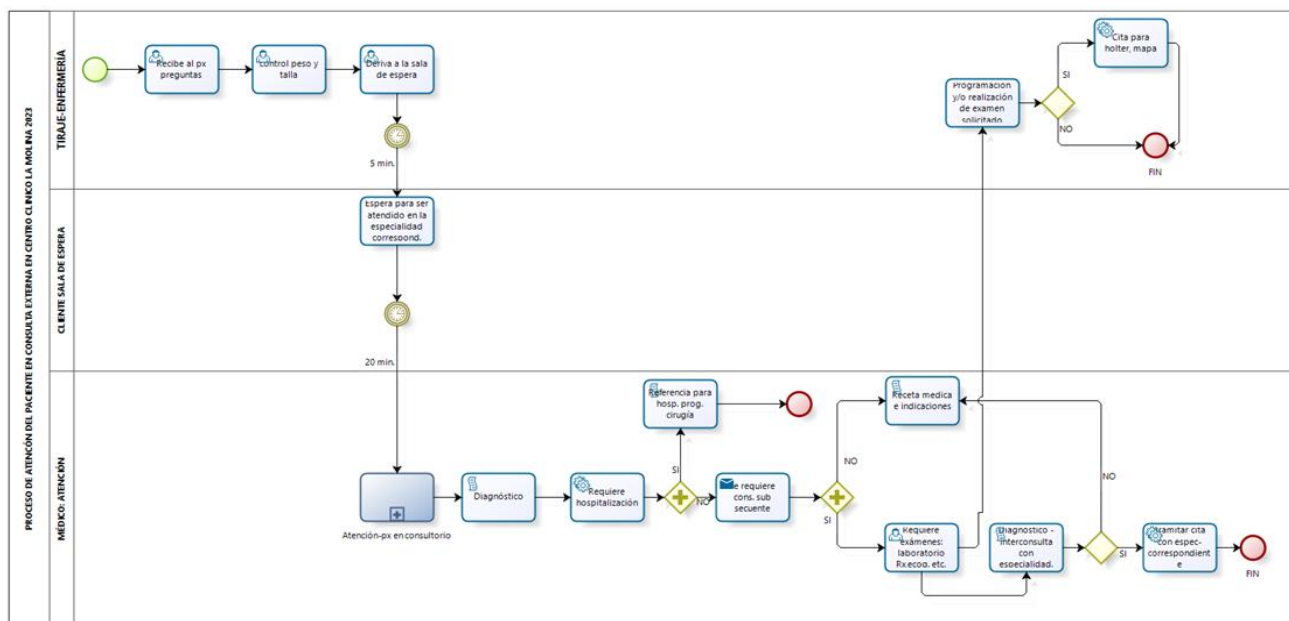 PROCESO DE ATENCÓN DEL PACIENTE EN CONSULTA EXTERNA EN CENTRO CLINICO LA MOLINA 2023
TIRAJE-ENFERMERÍA
Recibe al px
preguntas
control peso y
talla
Deriva a la sala
de espera
5 min.
Programacion
y/o realización
de examen
solicitado
SI
NO
Cita para
holter, mapa
FIN
CLIENTE SALA DE ESPERA
Espera para ser
atendido en la
especialidad
correspond.
20 min.
MÉDICO: ATENCIÓN
Atención-px en consultorio
Diagnóstico
Requiere
hospitalización
SI
NO
Referencia para
hosp. prog.
cirugía
e requiere
cons. sub
secuente
NO
SI
Receta medica
e indicaciones
Requiere
exámenes:
laboratorio
Rx,ecog, etc.
Diagnostico -
interconsulta
con
especialidad.
NO
SI
tramitar cita
con espec-
correspondient
e
FIN